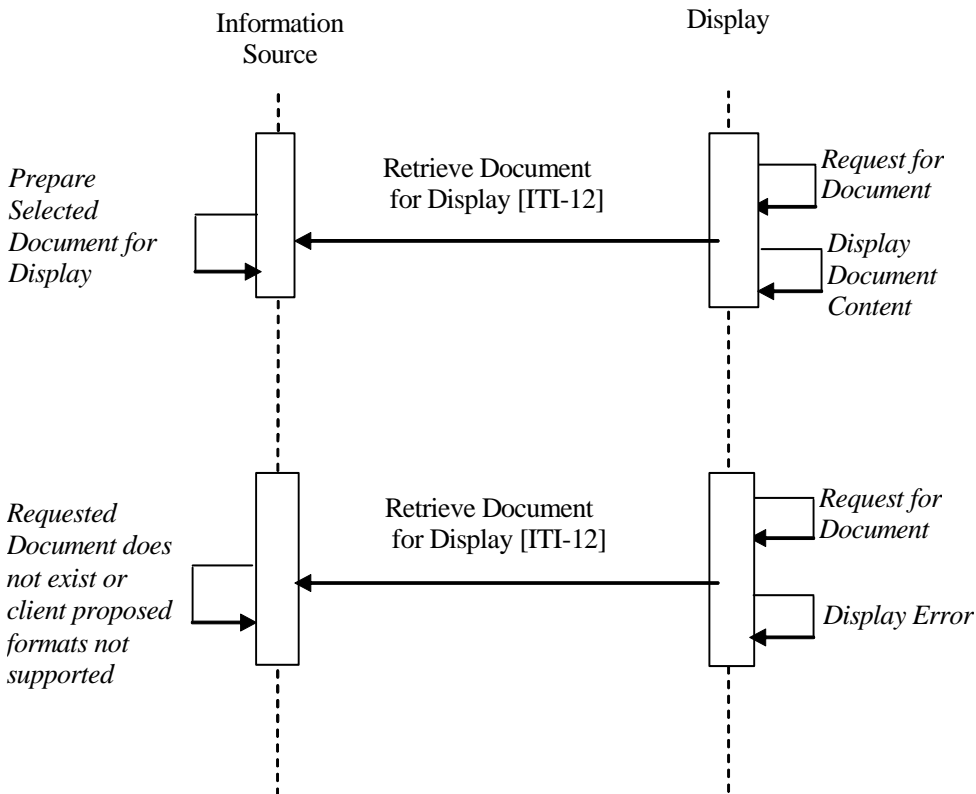 Information
Source
Display
Prepare
Selected
Document for
Display
Retrieve Document
for Display [ITI-12]
Request for
Document
Display
Document
Content
Requested
Document does
not exist or
client proposed
formats not
supported
Retrieve Document
for Display [ITI-12]
Request for
Document
Display Error